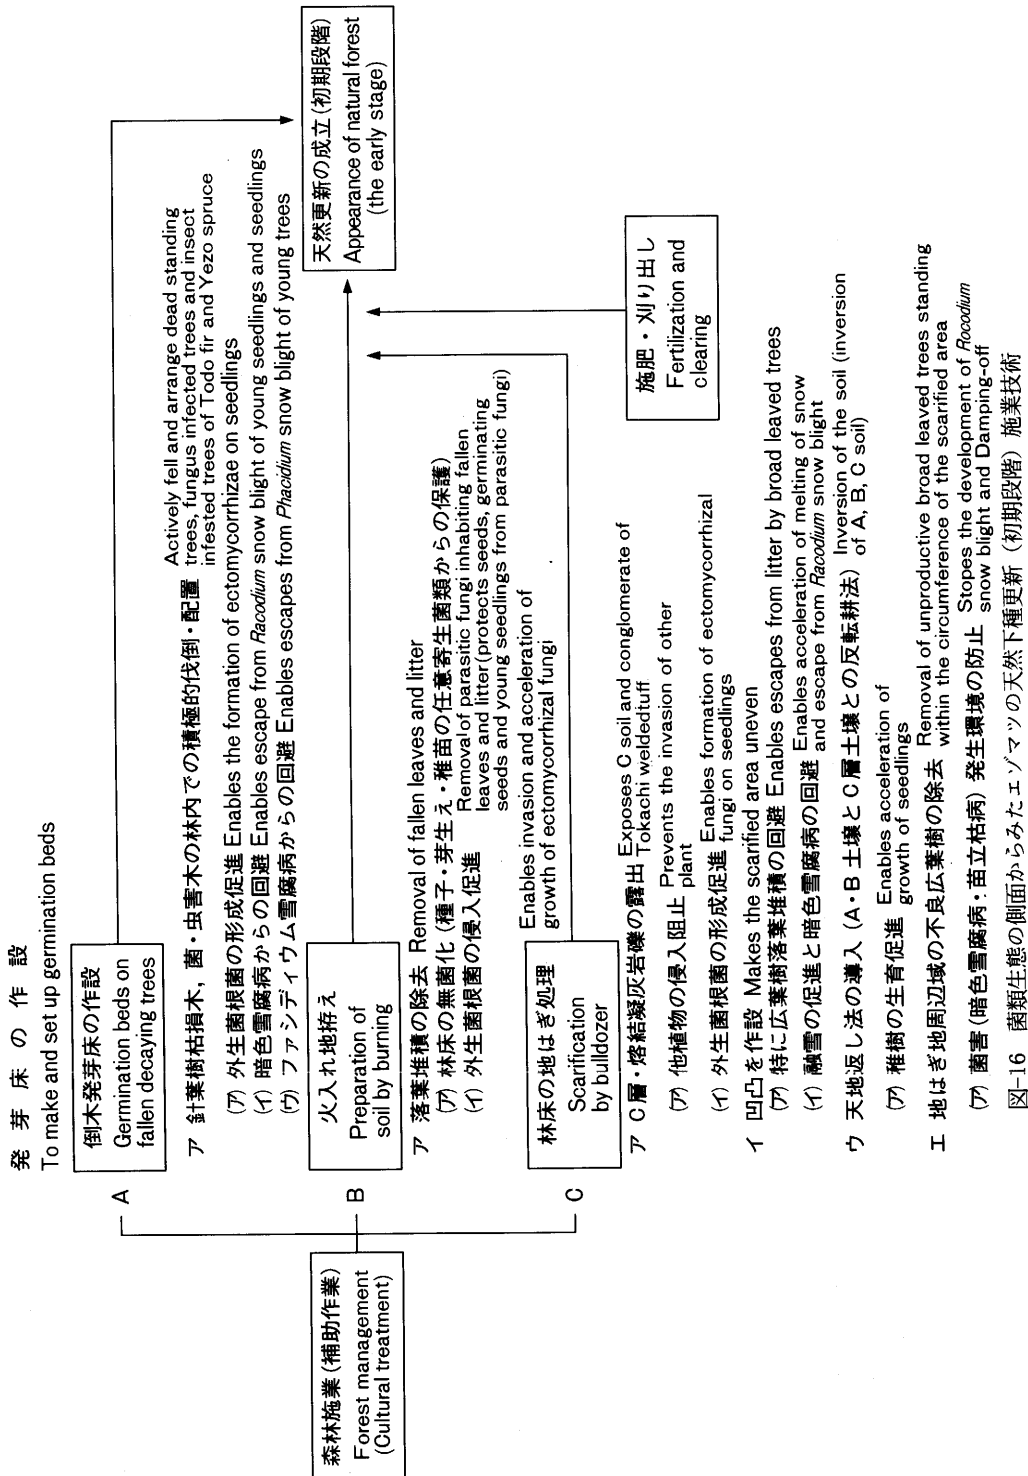 発芽床の作設
To make and set up germination beds
森林施業(補助作業)
Forest management
(Cultural treatment)
A
倒木発芽床の作設
Germination beds on
fallen decaying trees
ア 針葉樹枯損木，菌・虫害木の林内での積極的伐倒・配置
Actively fell and arrange dead standing
trees, fungus infected trees and insect
infested trees of Todo fir and Yezo spruce
(ア) 外生菌根菌の形成促進 Enables the formation of ectomycorrhizae on seedlings
(イ) 暗色雪腐病からの回避 Enables escape from Racodium snow blight of young seedlings and seedlings
(ウ) ファシディウム雪腐病からの回避 Enables escapes from Phacidium snow blight of young trees
天然更新の成立(初期段階)
Appearance of natural forest
(the early stage)
B
火入れ地拵え
Preparation of
soil by burning
ア 落葉堆積の除去 Removal of fallen leaves and litter
(ア) 林床の無菌化(種子・芽生え・稚苗の任意寄生菌類からの保護)
Removal of parasitic fungi inhabiting fallen
leaves and litter(protects seeds, germinating
seeds and young seedlings from parasitic fungi)
(イ) 外生菌根菌の侵入促進
Enables invasion and acceleration of
growth of ectomycorrhizal fungi
C
林床の地はぎ処理
Scarification
by bulldozer
ア C層・熔結凝灰岩礫の露出 Exposes C soil and conglomerate of
Tokachi weldedtuff
(ア) 他植物の侵入阻止 Prevents the invasion of other
plant
(イ) 外生菌根菌の形成促進 Enables formation of ectomycorrhizal
fungi on seedlings
イ 凹凸を作設 Makes the scarified area uneven
(ア) 特に広葉樹落葉堆積の回避 Enables escapes from litter by broad leaved trees
(イ) 融雪の促進と暗色雪腐病の回避 Enables acceleration of melting of snow
and escape from Racodium snow blight
ウ 天地返し法の導入(A・B土壌とC層土壌との反転耕法) Inversion of the soil (inversion
of A, B, C soil)
(ア) 稚樹の生育促進 Enables acceleration of
growth of seedlings
エ 地はぎ地周辺域の不良広葉樹の除去 Removal of unproductive broad leaved trees standing
within the circumference of the scarified area
(ア) 菌害(暗色雪腐病・苗立枯病)発生環境の防止 Stopes the development of Rocodium
snow blight and Damping-off
施肥・刈り出し
Fertilization and
clearing
図-16 菌類生態の側面からみたエゾマツの天然下種更新（初期段階）施業技術